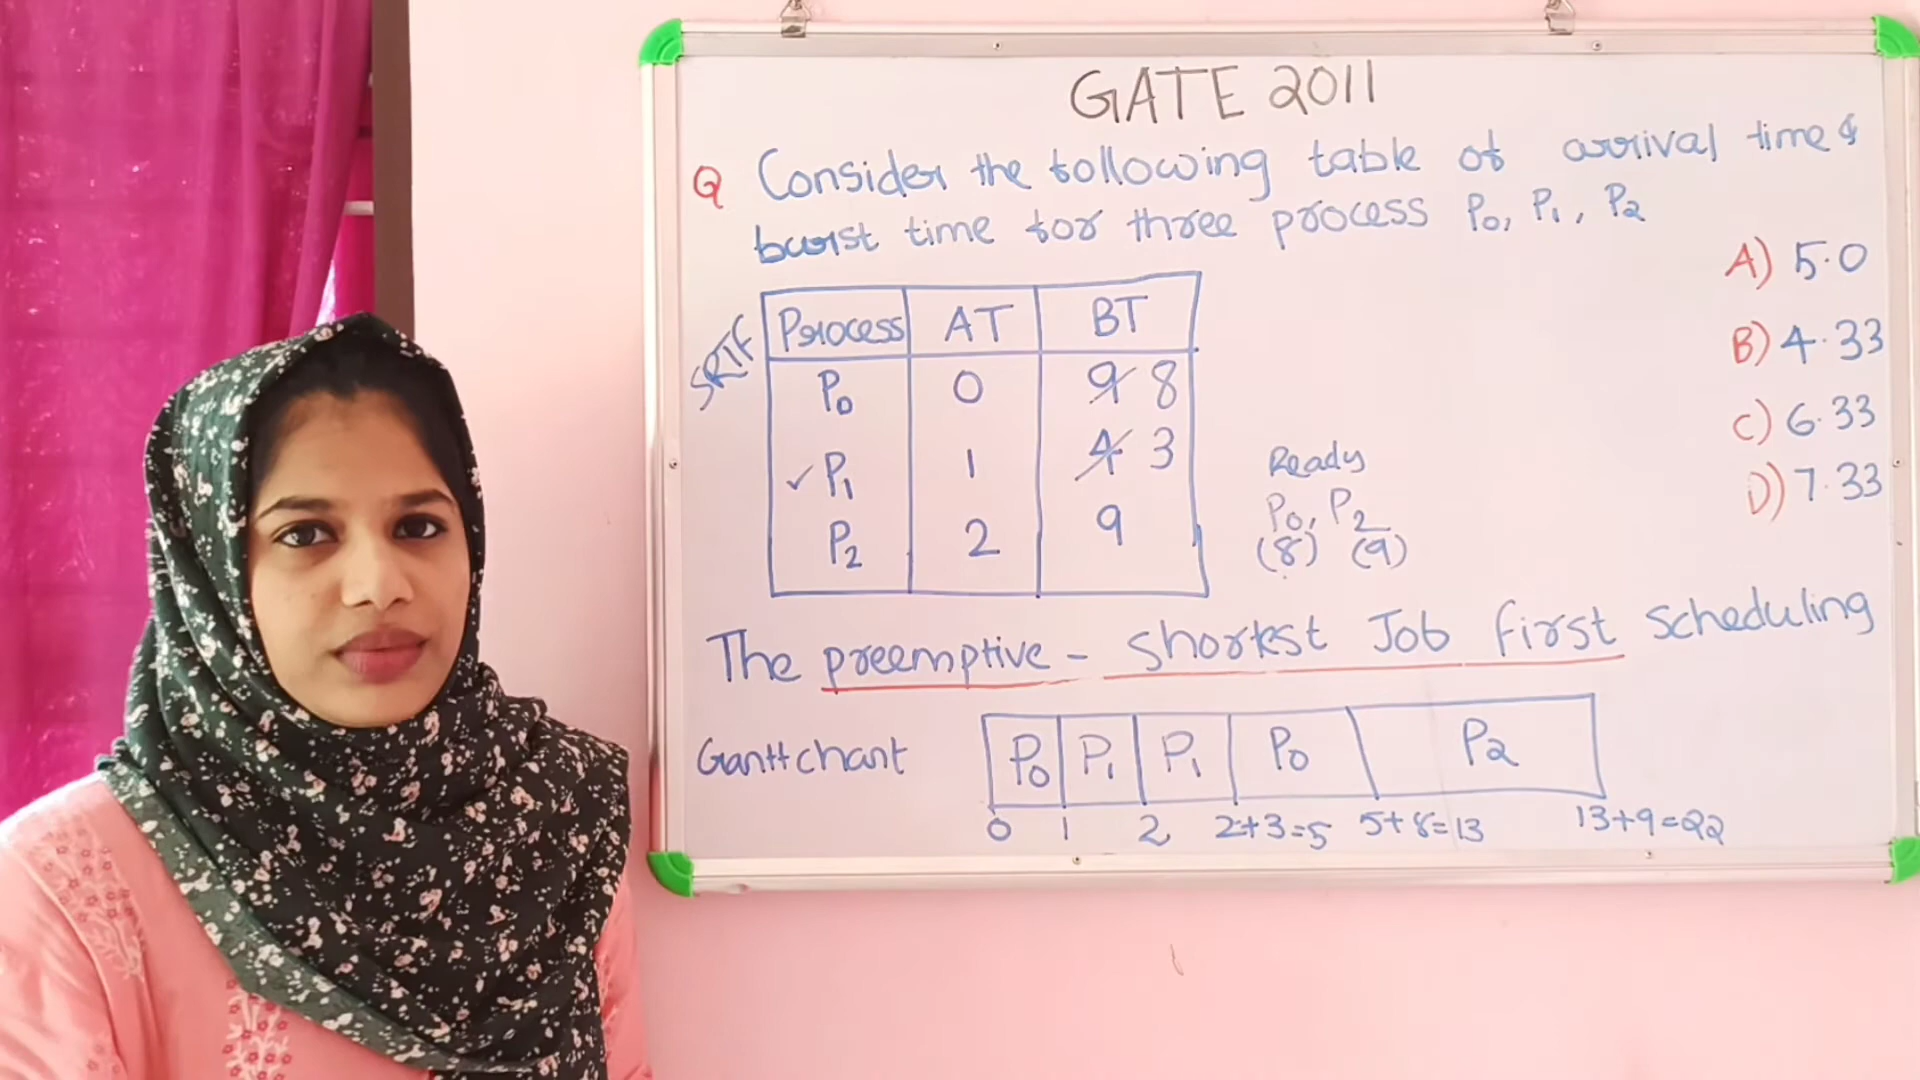 GATE 2011
Q Consider the following table of arrival time &
burst time for three process P0, P1, P2
A) 5.0
B) 4.33
C) 6.33
D) 7.33
SRTF
Process AT BT
P0 0 9 8
✓ P1 1 4 3
P2 2 9
Ready
P0, P2
(8) (9)
The preemptive - Shortest Job first scheduling
Gantt chart P0 P1 P1 P0 P2
0 1 2 2+3=5 5+8=13 13+9=22